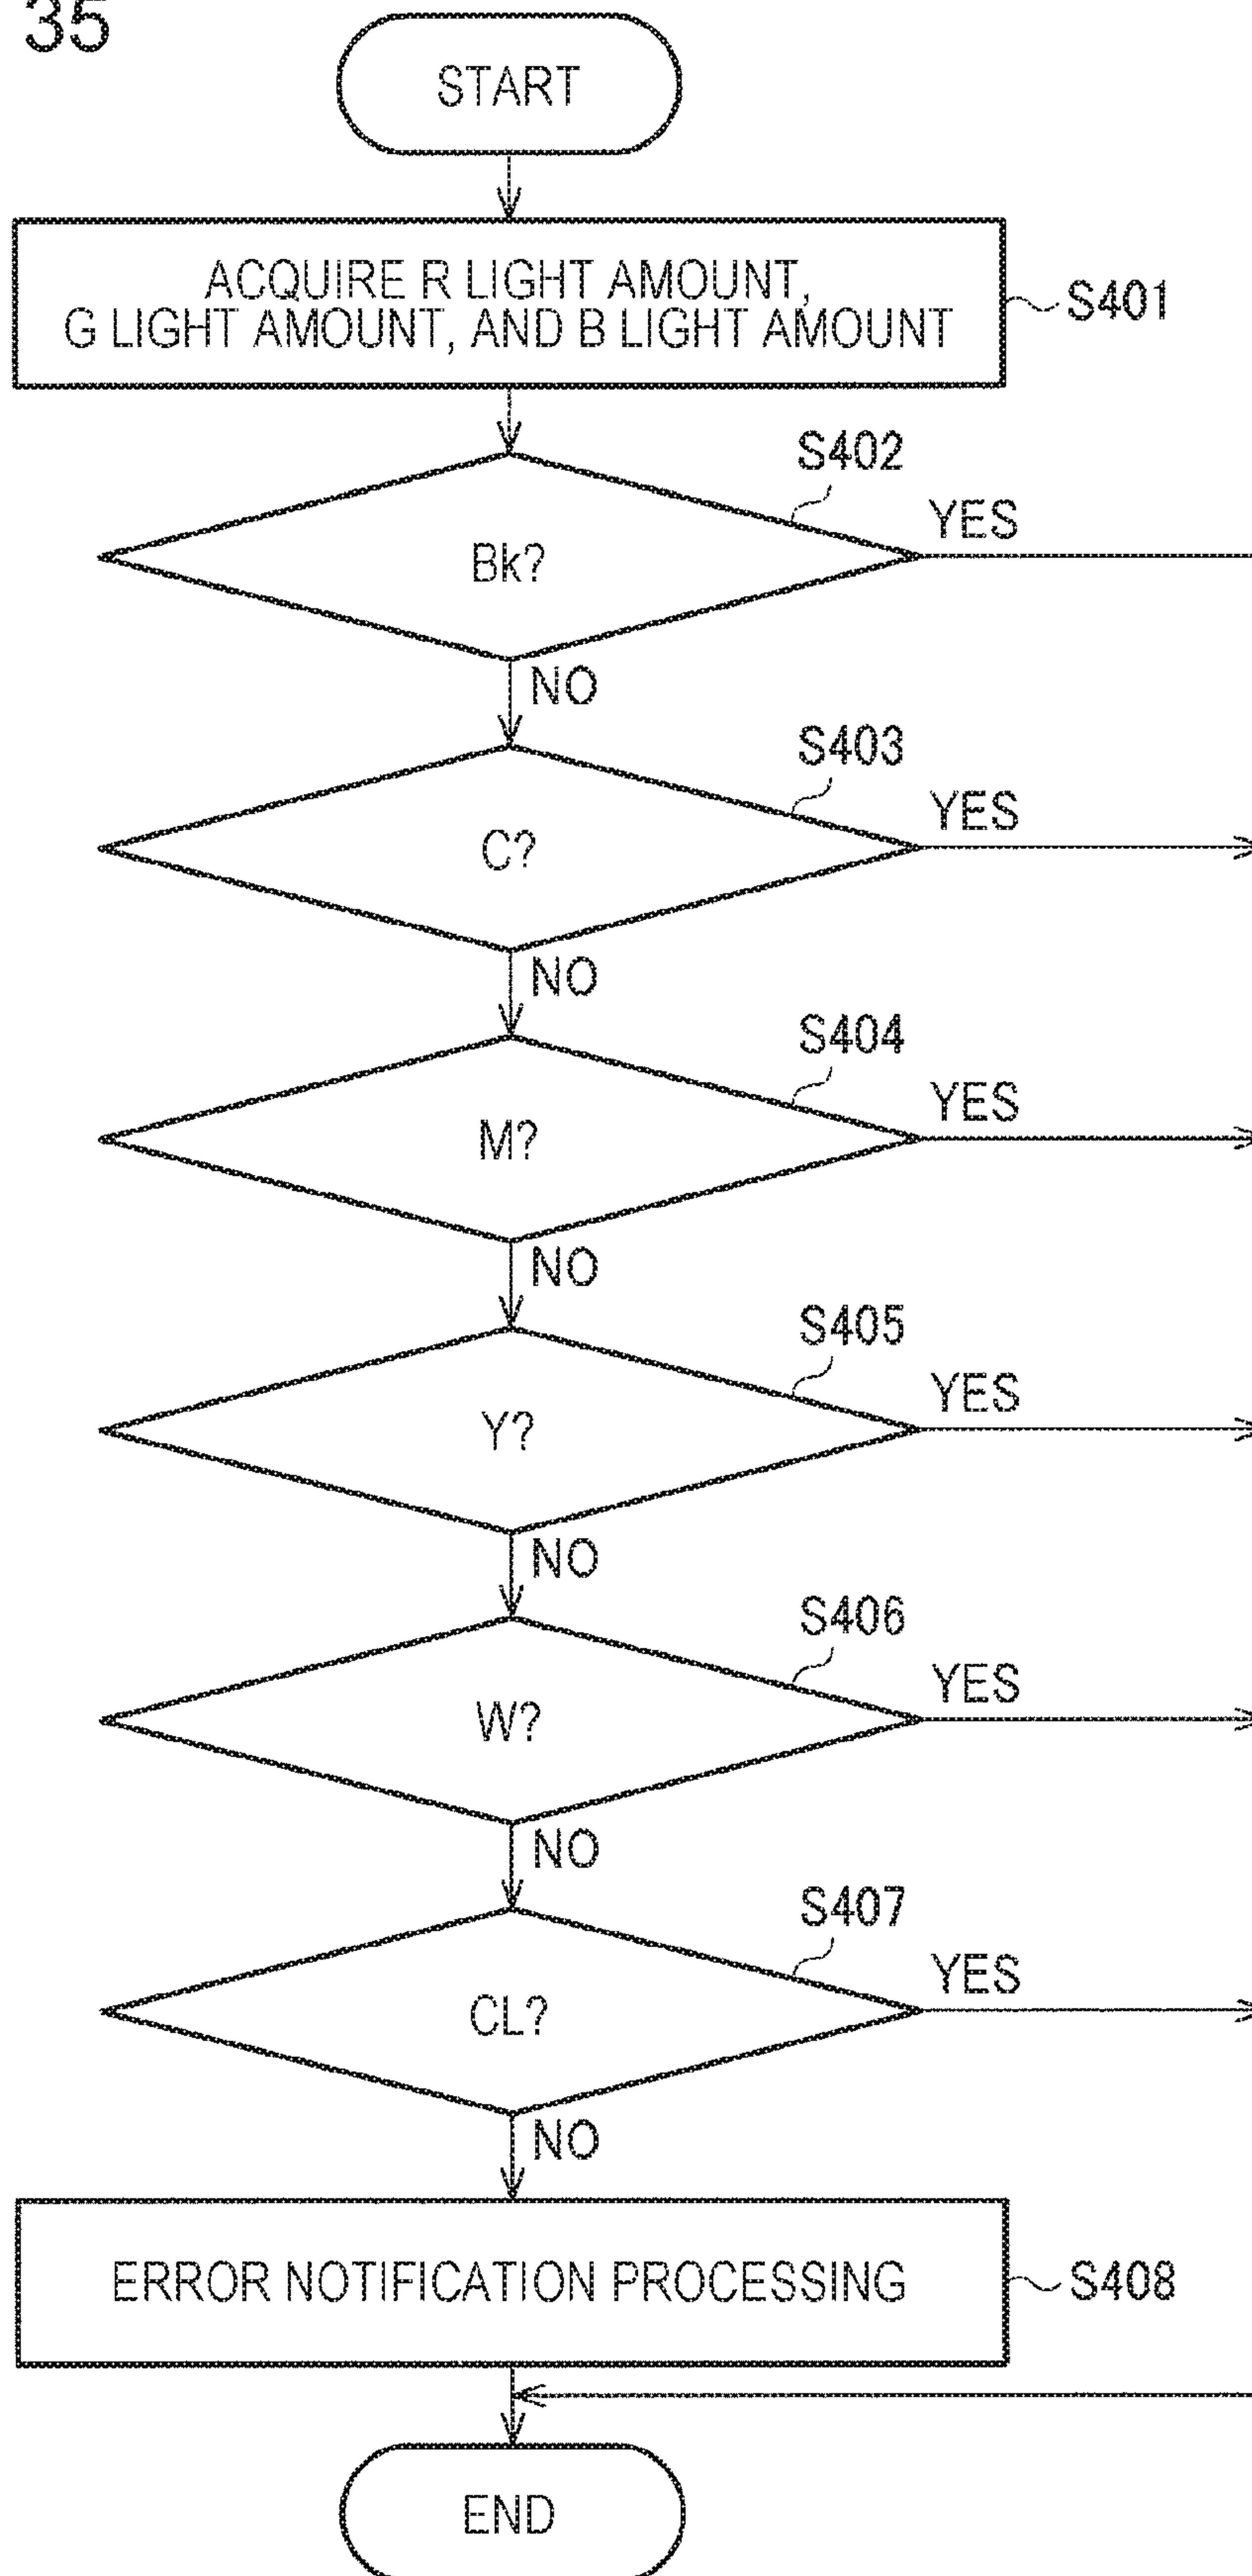 35
START
ACQUIRE R LIGHT AMOUNT,
G LIGHT AMOUNT, AND B LIGHT AMOUNT
S401
S402
YES
Bk?
NO
S403
YES
C?
NO
S404
YES
M?
NO
S405
YES
Y?
NO
S406
YES
W?
NO
S407
YES
CL?
NO
ERROR NOTIFICATION PROCESSING
S408
END